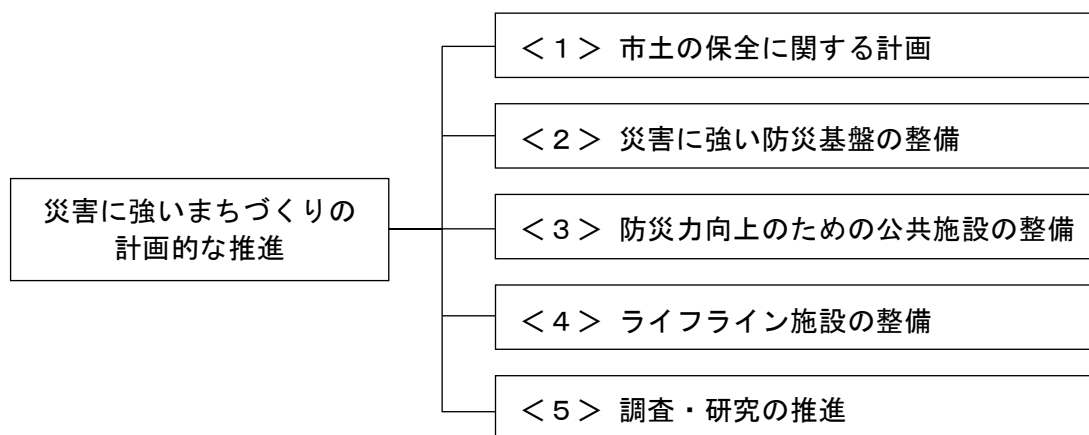 災害に強いまちづくりの
計画的な推進
＜１＞ 市土の保全に関する計画
＜２＞ 災害に強い防災基盤の整備
＜３＞ 防災力向上のための公共施設の整備
＜４＞ ライフライン施設の整備
＜５＞ 調査・研究の推進